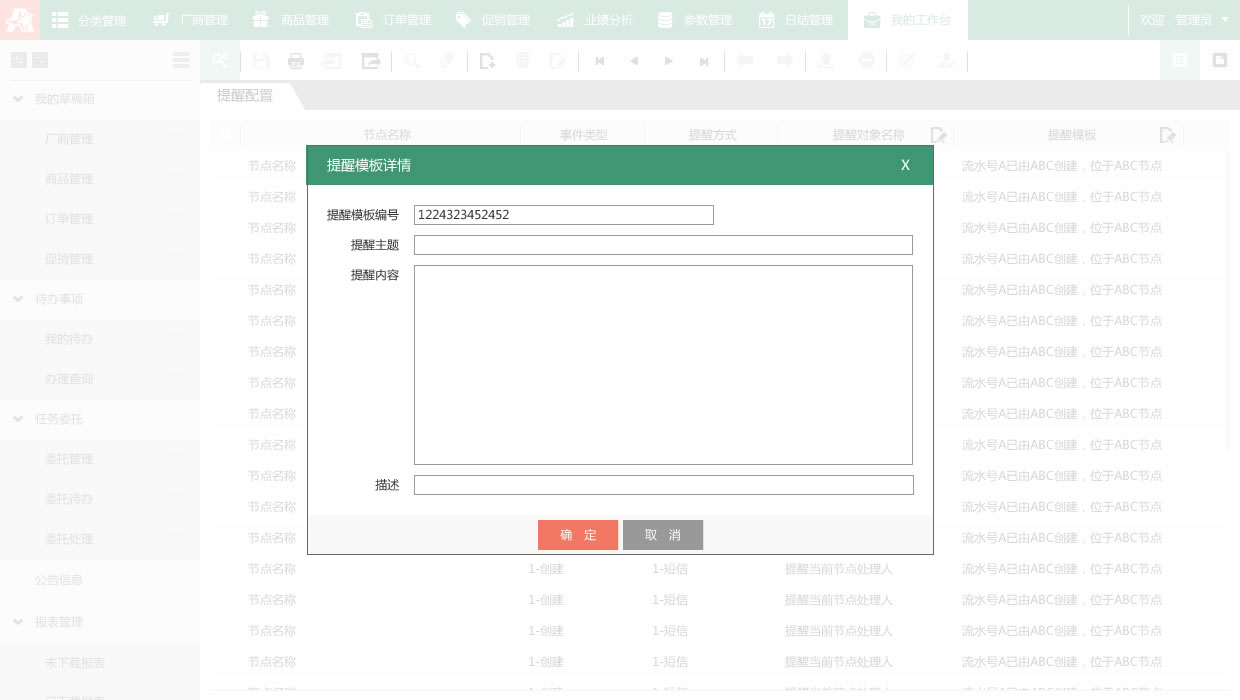 分类管理 厂商管理 商品管理 订单管理 促销管理 业绩分析 参数管理 日结管理 我的工作台 欢迎，管理员
我的草稿箱
厂商管理
商品管理
订单管理
促销管理
待办事项
我的待办
办理查询
任务委托
委托管理
委托待办
委托处理
公告信息
报表管理
未下载报表
提醒配置
节点名称 事件类型 提醒方式 提醒对象名称 提醒模板
节点名称 流水号A已由ABC创建，位于ABC节点
节点名称 流水号A已由ABC创建，位于ABC节点
节点名称 流水号A已由ABC创建，位于ABC节点
节点名称 流水号A已由ABC创建，位于ABC节点
节点名称 流水号A已由ABC创建，位于ABC节点
节点名称 流水号A已由ABC创建，位于ABC节点
节点名称 流水号A已由ABC创建，位于ABC节点
节点名称 流水号A已由ABC创建，位于ABC节点
节点名称 流水号A已由ABC创建，位于ABC节点
节点名称 流水号A已由ABC创建，位于ABC节点
节点名称 流水号A已由ABC创建，位于ABC节点
节点名称 流水号A已由ABC创建，位于ABC节点
节点名称 流水号A已由ABC创建，位于ABC节点
节点名称 1-创建 1-短信 提醒当前节点处理人 流水号A已由ABC创建，位于ABC节点
节点名称 1-创建 1-短信 提醒当前节点处理人 流水号A已由ABC创建，位于ABC节点
节点名称 1-创建 1-短信 提醒当前节点处理人 流水号A已由ABC创建，位于ABC节点
节点名称 1-创建 1-短信 提醒当前节点处理人 流水号A已由ABC创建，位于ABC节点
提醒模板详情 X
提醒模板编号 1224323452452
提醒主题
提醒内容
描述
确 定 取 消